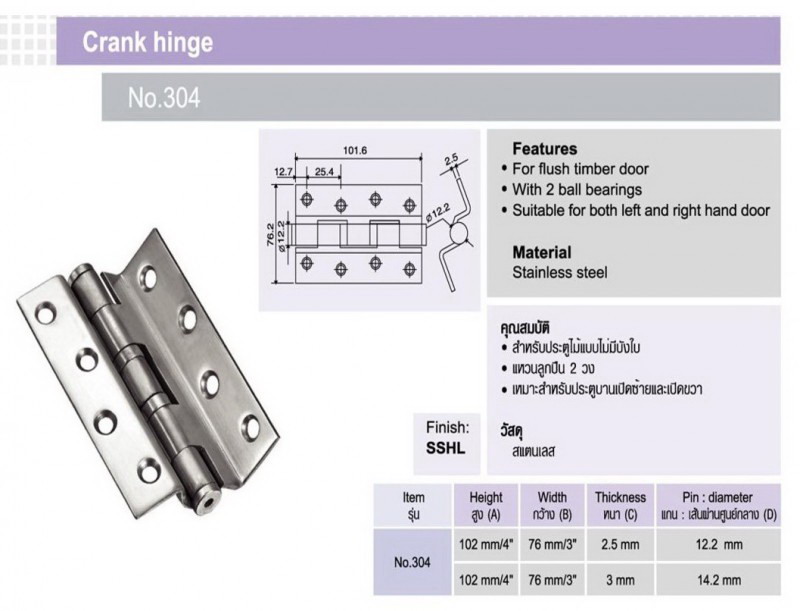 Crank hinge
No.304
101.6
12.7
25.4
76.2
Ø12.2
Ø12.2
2.5
Features
• For flush timber door
• With 2 ball bearings
• Suitable for both left and right hand door
Material
Stainless steel
คุณสมบัติ
• สำหรับประตูไม้แบบไม่มีบังใบ
• แหวนลูกปืน 2 วง
• เหมาะสำหรับประตูบานเปิดซ้ายและเปิดขวา
วัสดุ
สแตนเลส
Finish:
SSHL
Item Height Width Thickness Pin : diameter
รุ่น สูง (A) กว้าง (B) หนา (C) แกน : เส้นผ่านศูนย์กลาง (D)
No.304
102 mm/4" 76 mm/3" 2.5 mm 12.2 mm
102 mm/4" 76 mm/3" 3 mm 14.2 mm